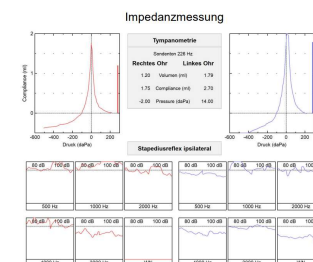 Impedanzmessung
Tympanometrie
Sondenton 226 Hz
Rechtes Ohr Linkes Ohr
1.20 Volumen (ml) 1.79
1.75 Compliance (ml) 2.70
-2.00 Pressure (daPa) 14.00
Compliance (ml)
2
1
0
-600 -400 -200 0 200
Druck (daPa)
-600 -400 -200 0 200
Druck (daPa)
Stapediusreflex ipsilateral
80 dB 100 dB 80 dB 100 dB 80 dB 100 dB 80 dB 100 dB 80 dB 100 dB 80 dB 100 dB
500 Hz 1000 Hz 2000 Hz 500 Hz 1000 Hz 2000 Hz
80 dB 100 dB 80 dB 100 dB 80 dB 100 dB 80 dB 100 dB 80 dB 100 dB 80 dB 100 dB